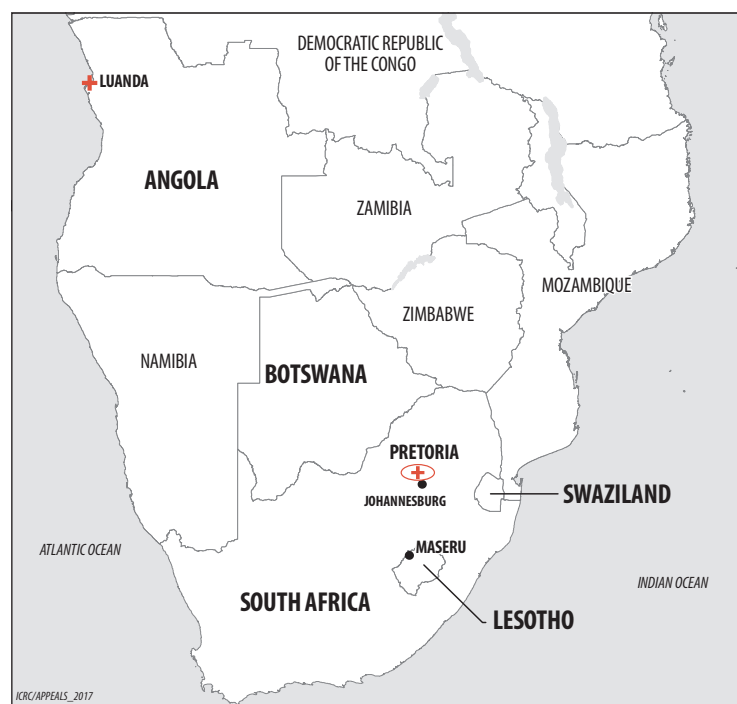 DEMOCRATIC REPUBLIC
OF THE CONGO
LUANDA
ANGOLA
ZAMIBIA
MOZAMBIQUE
ZIMBABWE
NAMIBIA
BOTSWANA
PRETORIA
JOHANNESBURG
SWAZILAND
ATLANTIC OCEAN
MASERU
INDIAN OCEAN
SOUTH AFRICA
LESOTHO
ICRC/APPEALS_2017